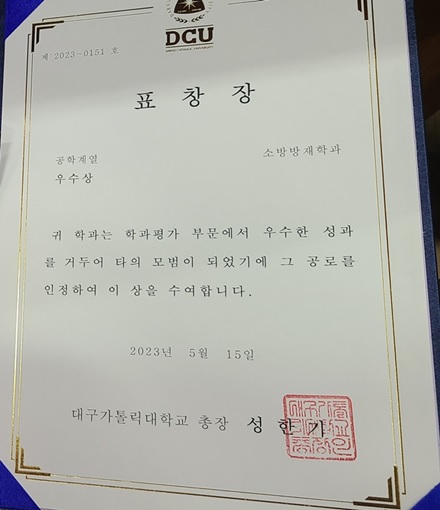 DCU
제 2023-0151 호
표 창 장
공학계열
소방방재학과
우수상
귀 학과는 학과평가 부문에서 우수한 성과
를 거두어 타의 모범이 되었기에 그 공로를
인정하여 이 상을 수여합니다.
2023년 5월 15일
대구가톨릭대학교 총장 성 한 기